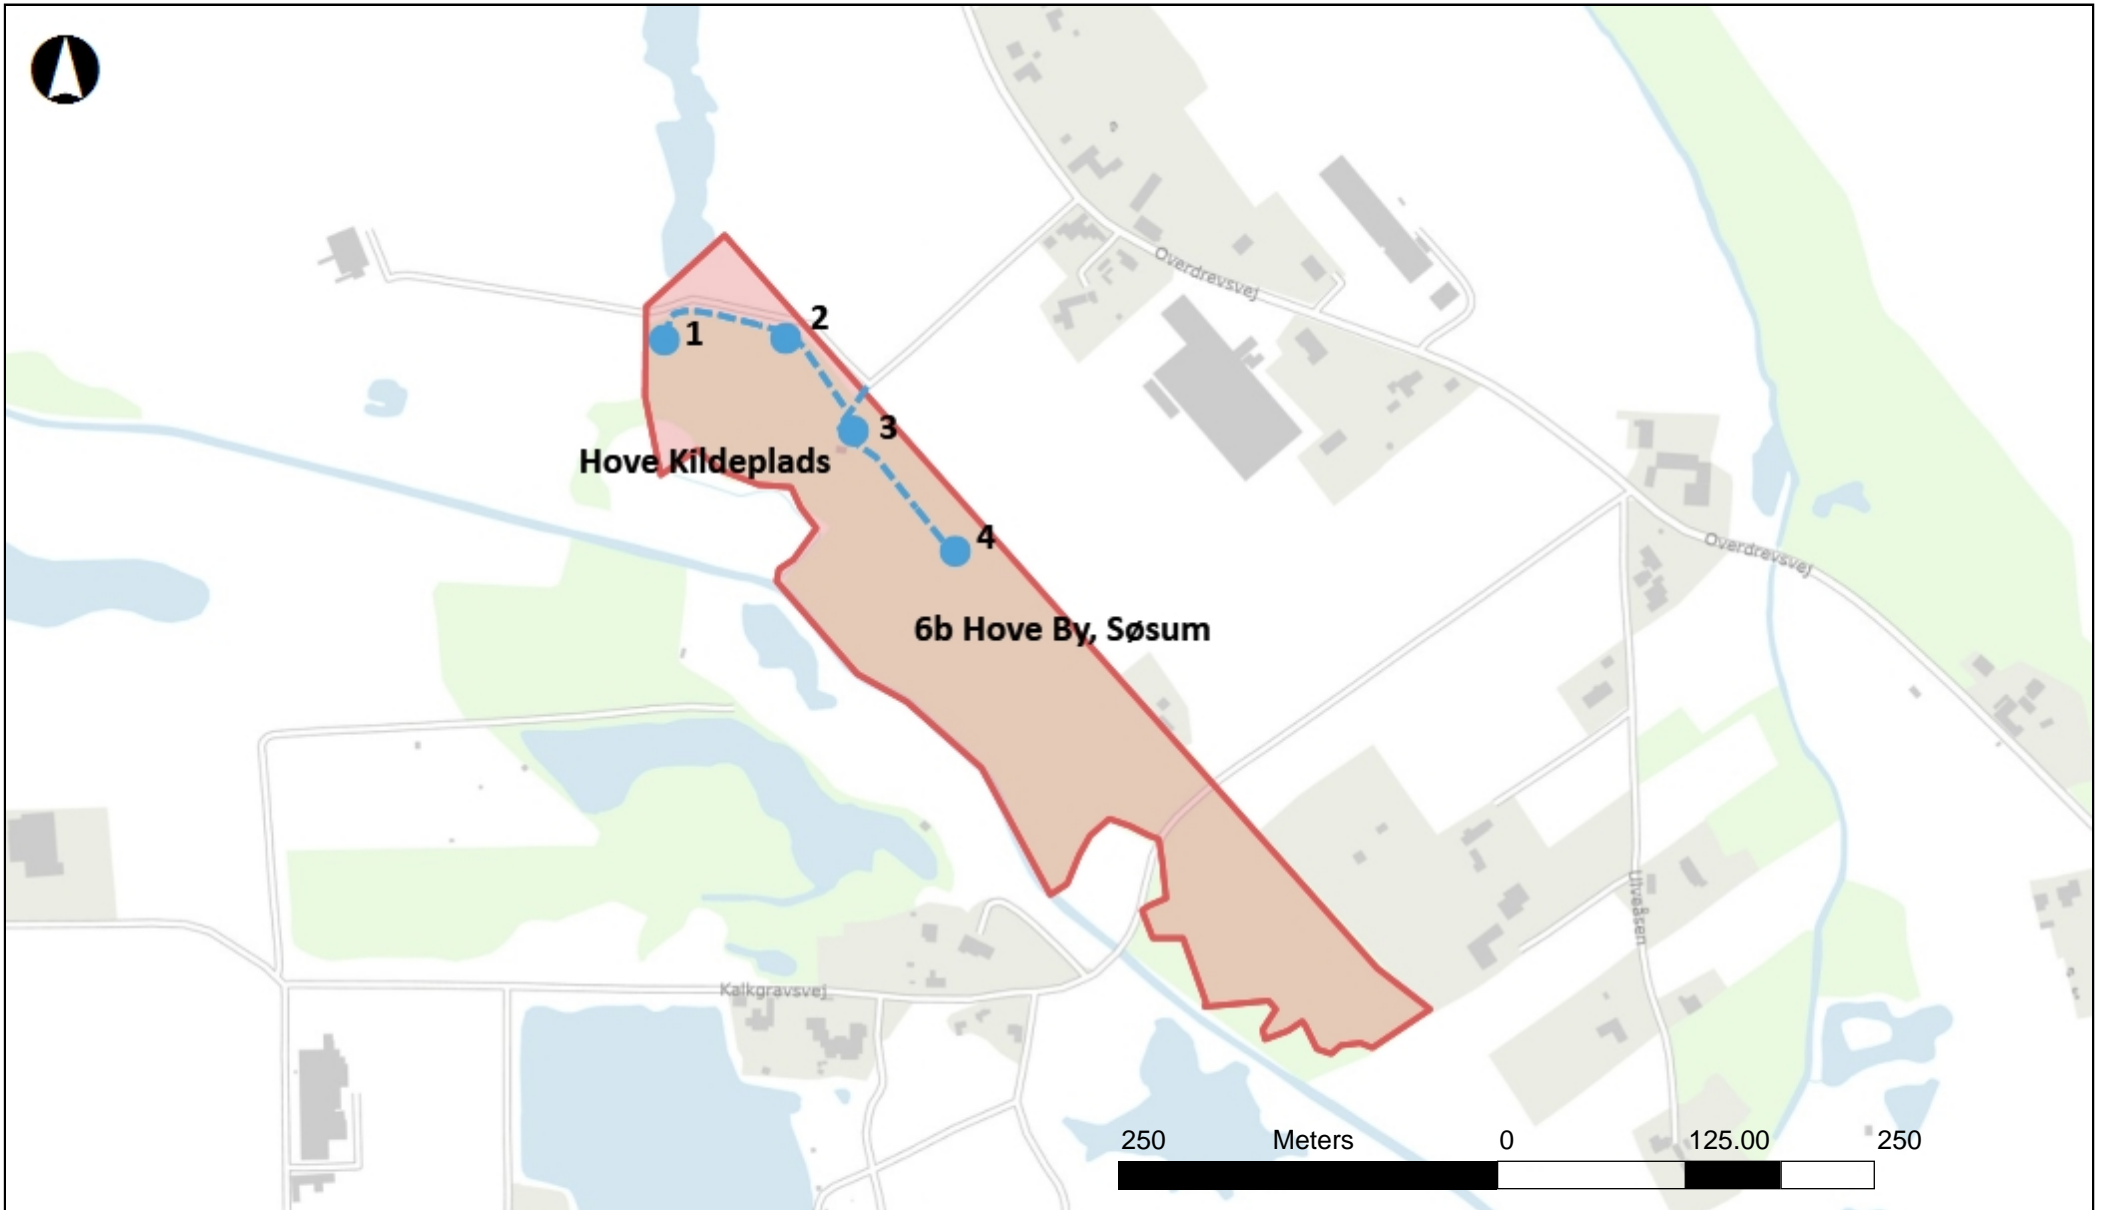 Overdrevsvej
2
1
3
Hove Kildeplads
4
Overdrevsvej
6b Hove By, Søsum
Ulveåsen
Kalkgravsvej
250 Meters 0 125.00 250